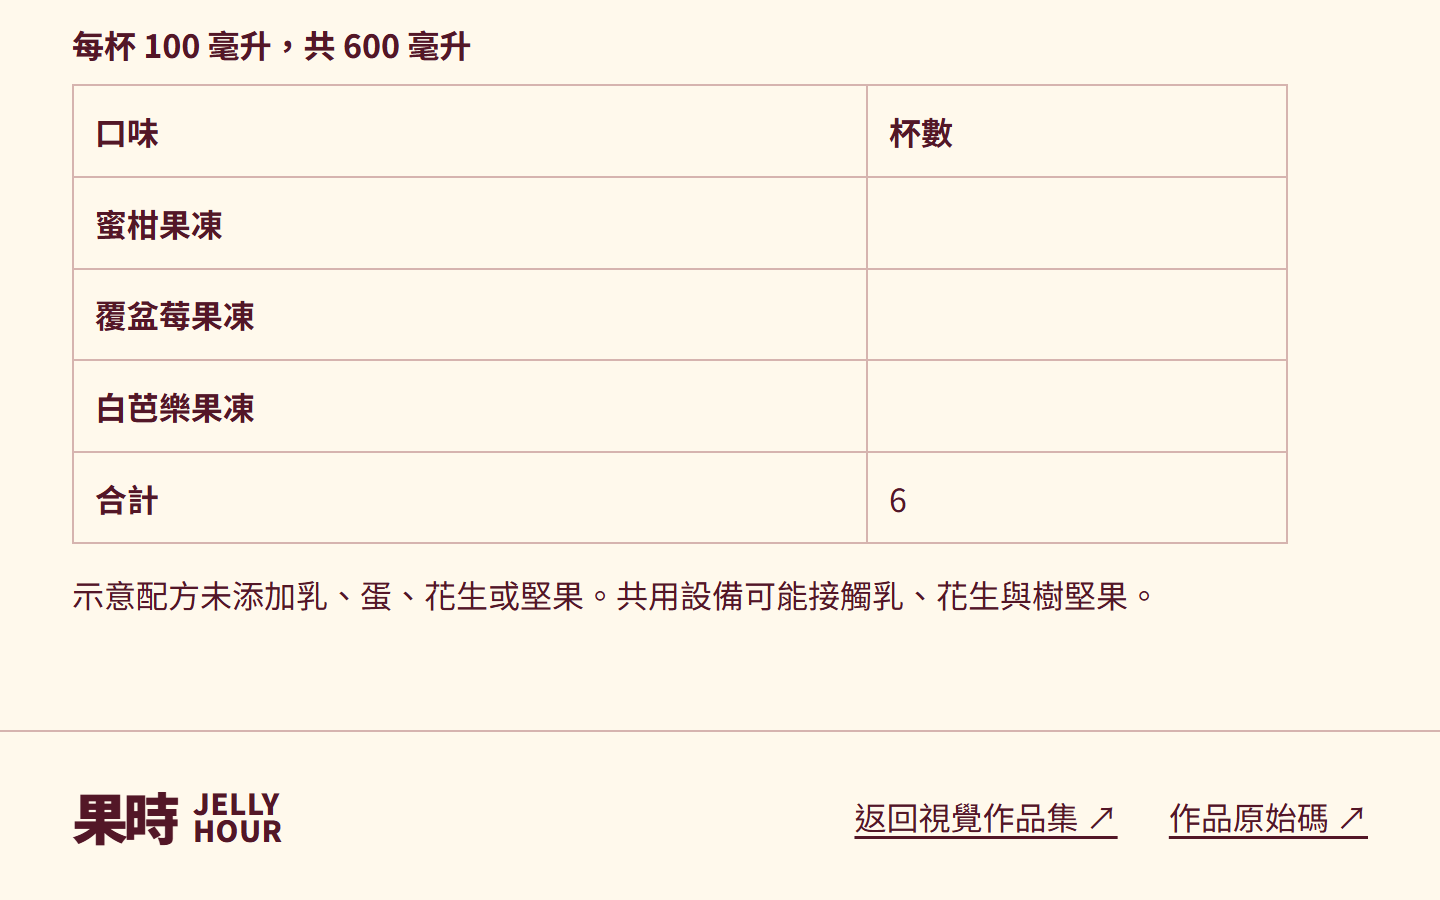 每杯 100 毫升，共 600 毫升
口味 杯數
蜜柑果凍
覆盆莓果凍
白芭樂果凍
合計 6
示意配方未添加乳、蛋、花生或堅果。共用設備可能接觸乳、花生與樹堅果。
果時 JELLY HOUR
返回視覺作品集 ↗ 作品原始碼 ↗